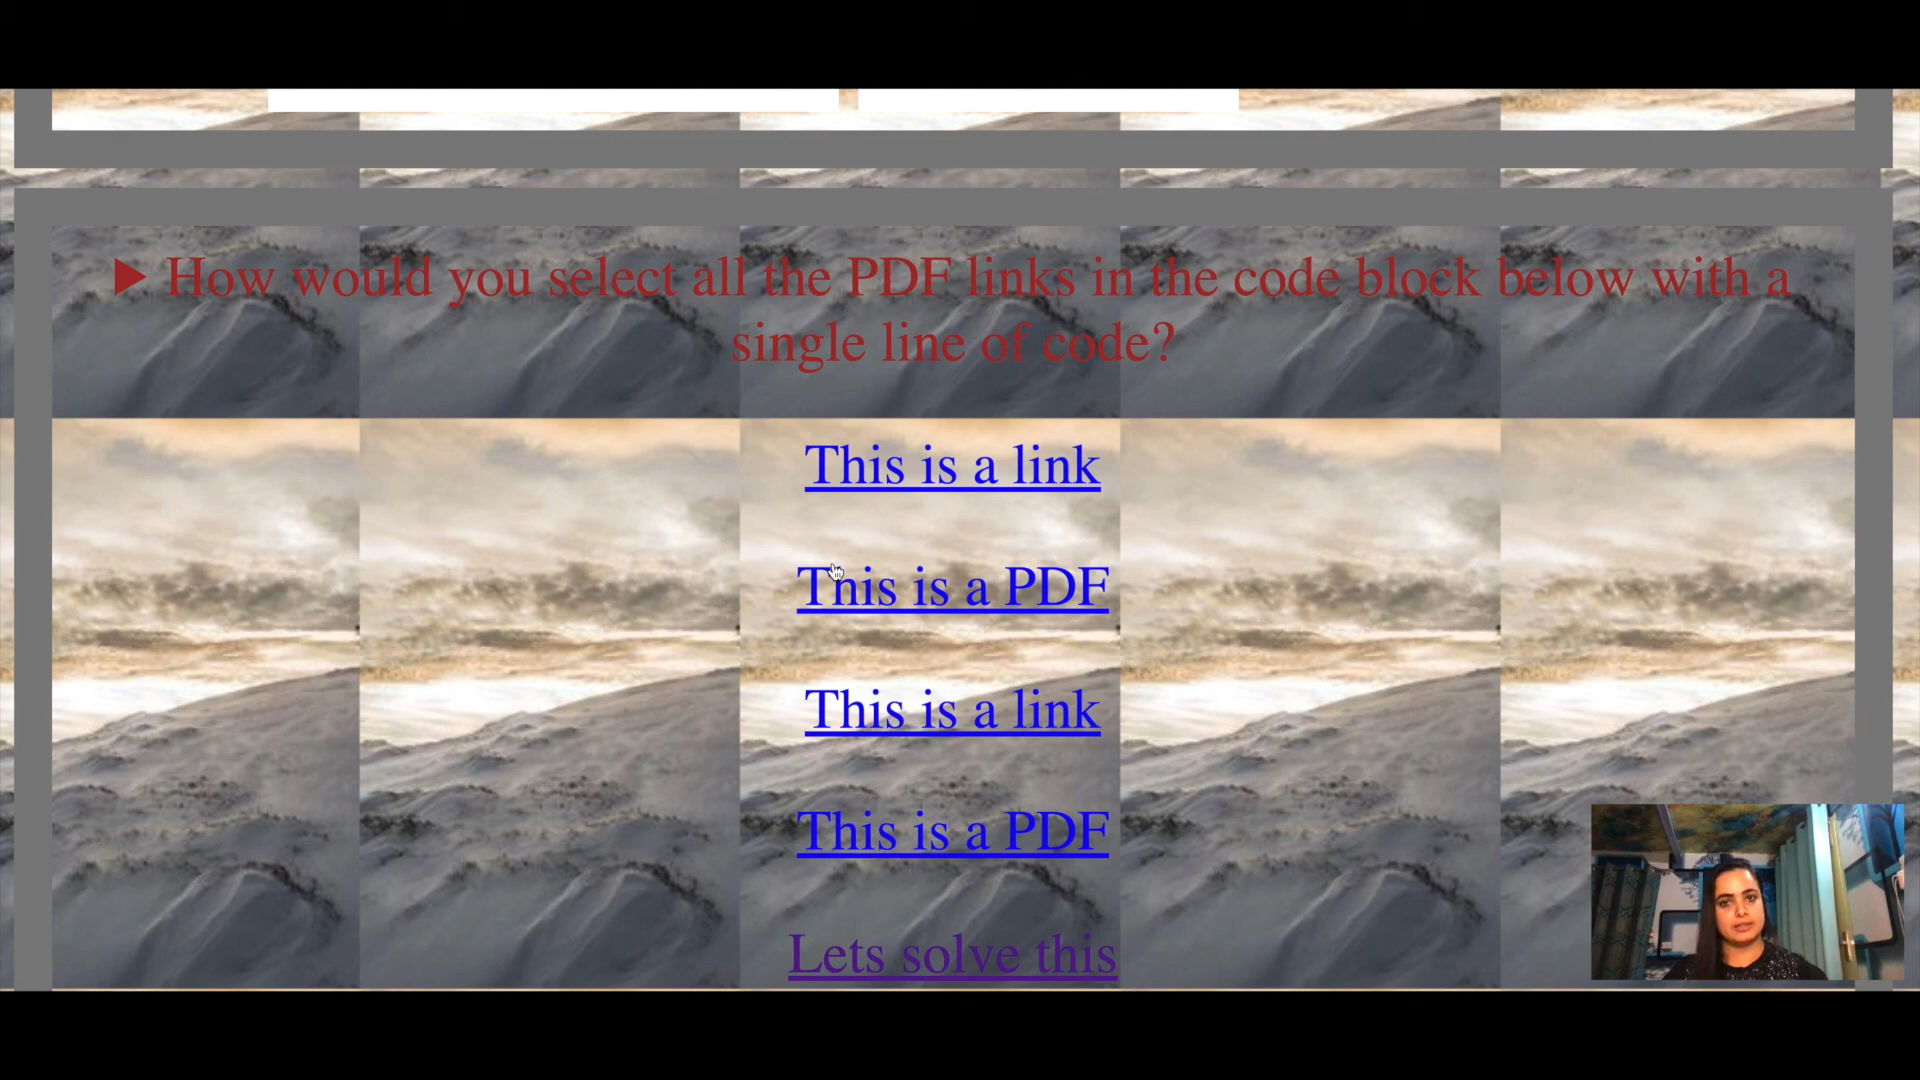 How would you select all the PDF links in the code block below with a
single line of code?
This is a link
This is a PDF
This is a link
This is a PDF
Lets solve this